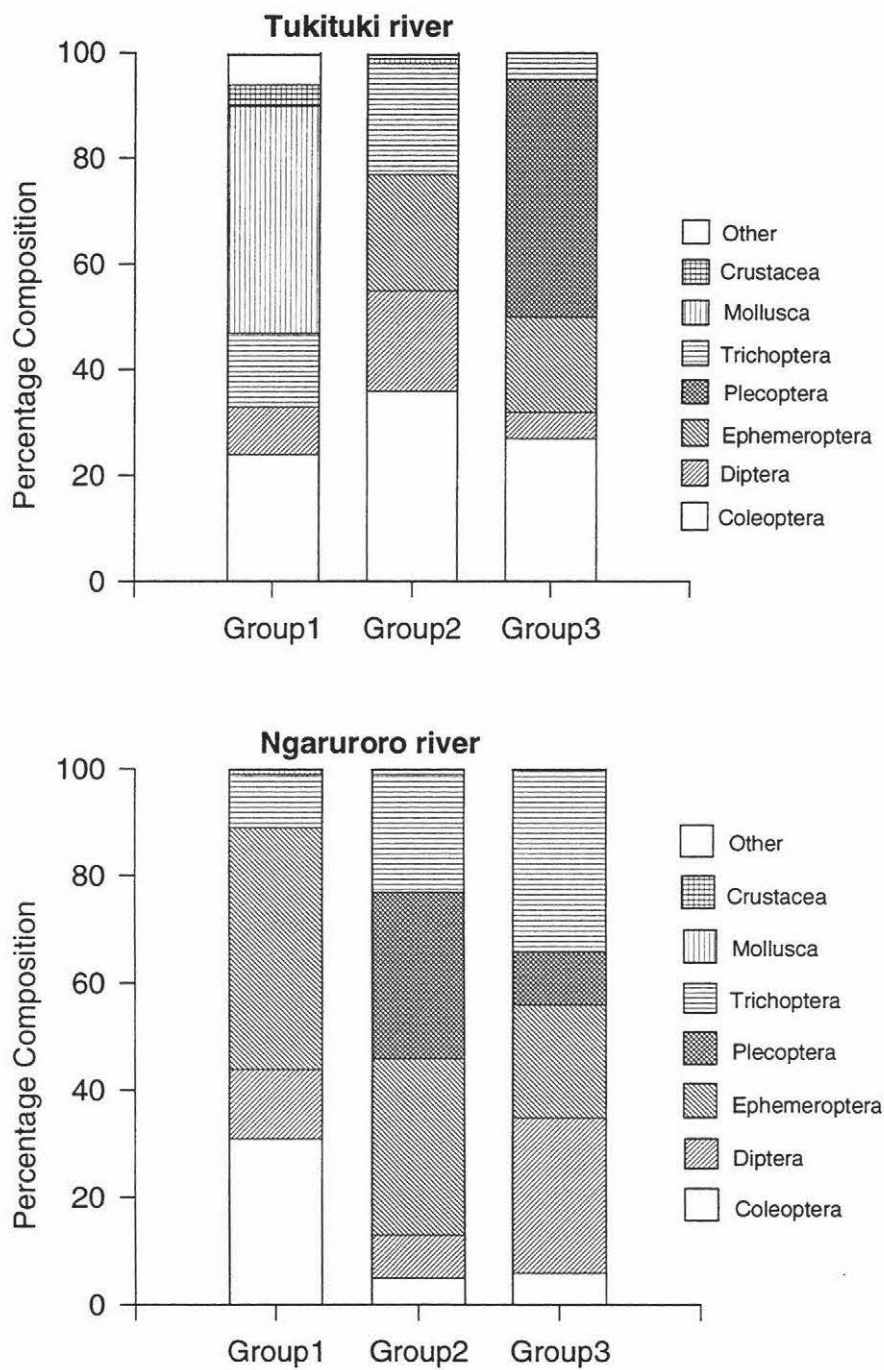 Tukituki river
Percentage Composition
100
80
60
40
20
0
Group1 Group2 Group3
Other
Crustacea
Mollusca
Trichoptera
Plecoptera
Ephemeroptera
Diptera
Coleoptera
Ngaruroro river
Percentage Composition
100
80
60
40
20
0
Group1 Group2 Group3
Other
Crustacea
Mollusca
Trichoptera
Plecoptera
Ephemeroptera
Diptera
Coleoptera